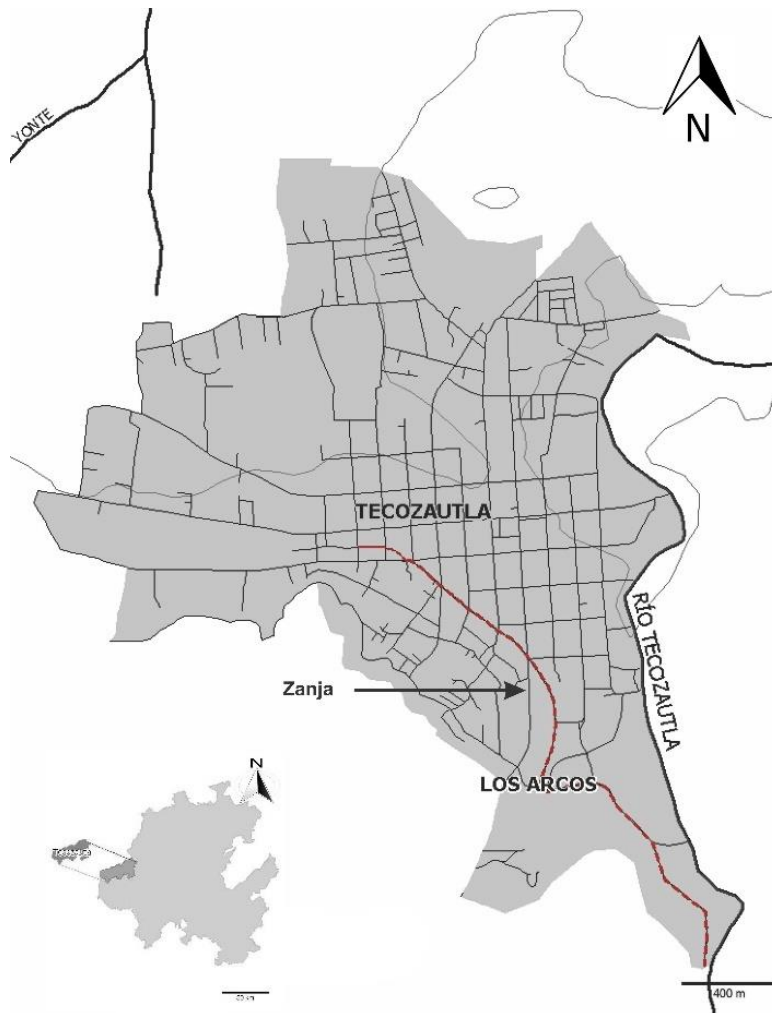 N
YONTE
TECOZAUTLA
RÍO TECOZAUTLA
Zanja
LOS ARCOS
N
400 m